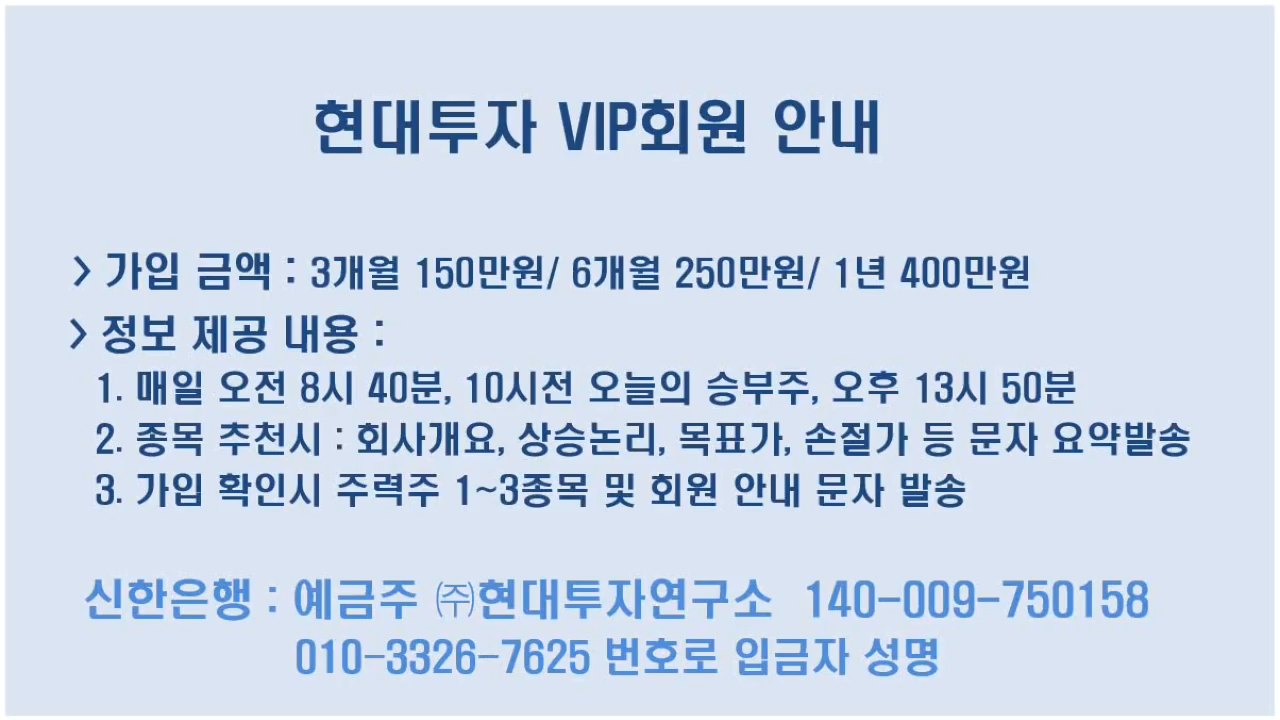 현대투자 VIP회원 안내
> 가입 금액 : 3개월 150만원/ 6개월 250만원/ 1년 400만원
> 정보 제공 내용 :
1. 매일 오전 8시 40분, 10시전 오늘의 승부주, 오후 13시 50분
2. 종목 추천시 : 회사개요, 상승논리, 목표가, 손절가 등 문자 요약발송
3. 가입 확인시 주력주 1~3종목 및 회원 안내 문자 발송
신한은행 : 예금주 ㈜현대투자연구소 140-009-750158
010-3326-7625 번호로 입금자 성명